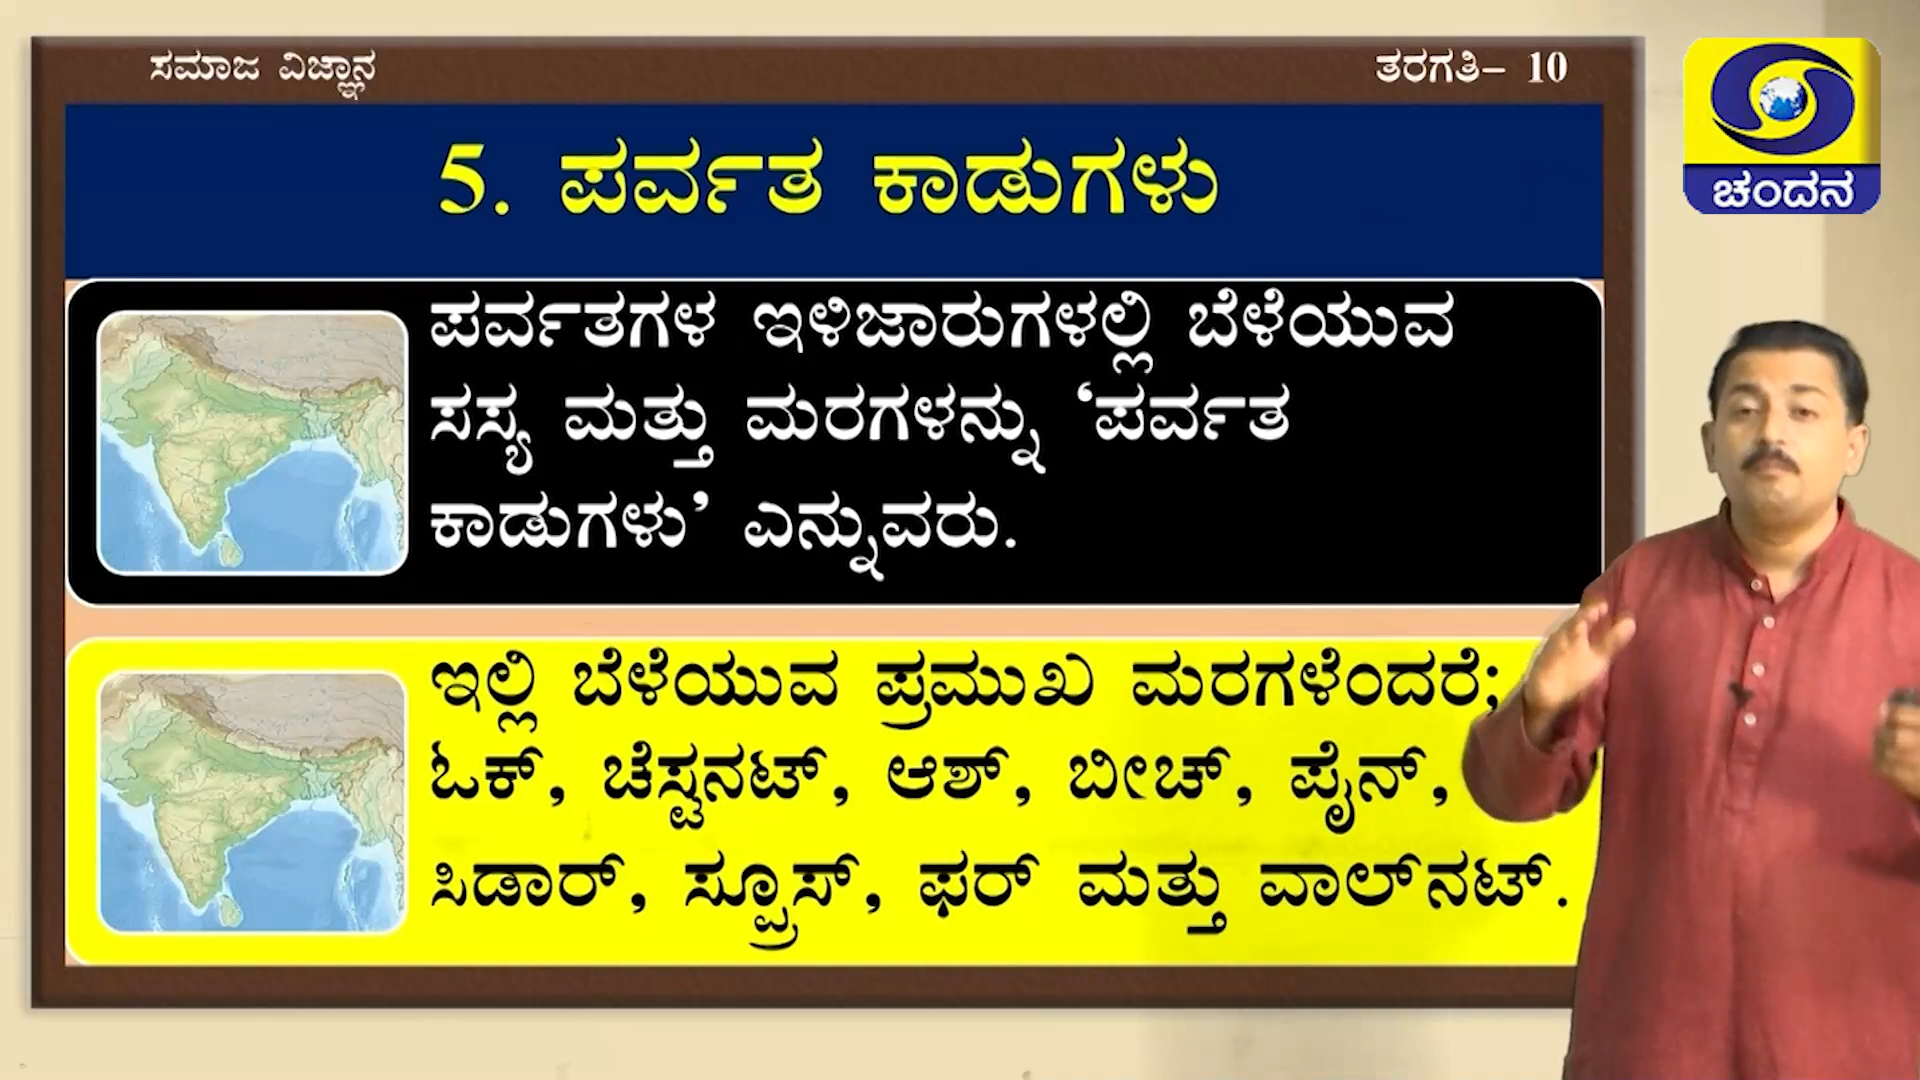 ಸಮಾಜ ವಿಜ್ಞಾನ
ತರಗತಿ– 10
ಚಂದನ
5. ಪರ್ವತ ಕಾಡುಗಳು
ಪರ್ವತಗಳ ಇಳಿಜಾರುಗಳಲ್ಲಿ ಬೆಳೆಯುವ
ಸಸ್ಯ ಮತ್ತು ಮರಗಳನ್ನು ‘ಪರ್ವತ
ಕಾಡುಗಳು’ ಎನ್ನುವರು.
ಇಲ್ಲಿ ಬೆಳೆಯುವ ಪ್ರಮುಖ ಮರಗಳೆಂದರೆ;
ಓಕ್, ಚೆಸ್ಟನಟ್, ಆಶ್, ಬೀಚ್, ಪೈನ್,
ಸಿಡಾರ್, ಸ್ಪ್ರೂಸ್, ಫರ್ ಮತ್ತು ವಾಲ್‌ನಟ್.